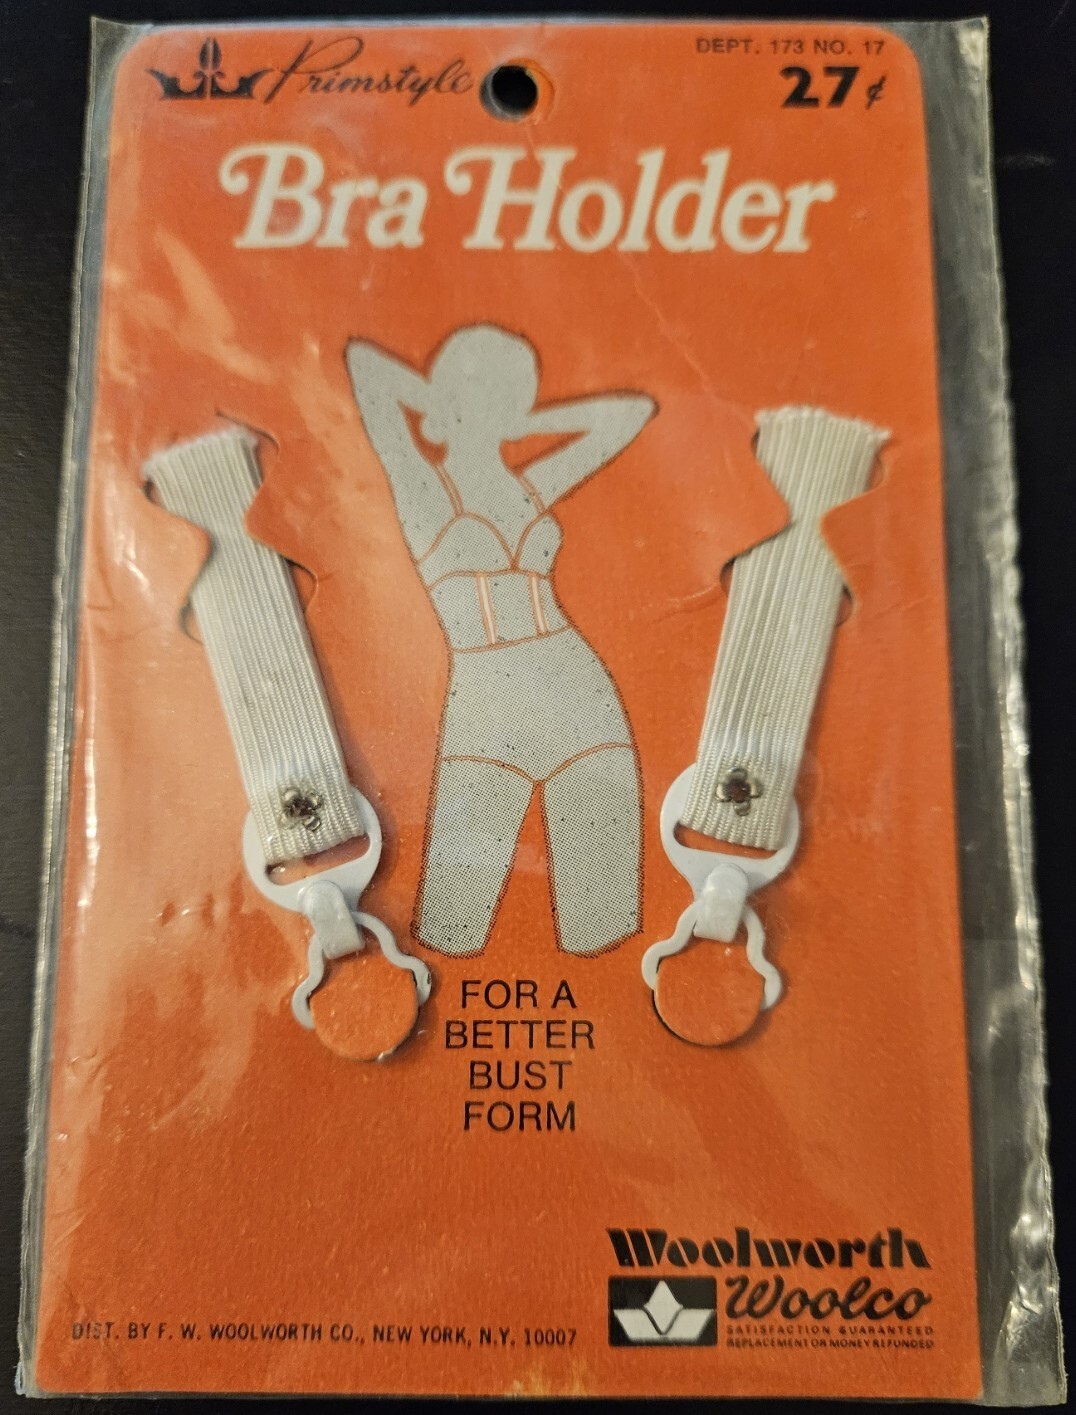 Primstyle
DEPT. 173 NO. 17
27¢
Bra Holder
FOR A
BETTER
BUST
FORM
Woolworth
Woolco
SATISFACTION GUARANTEED
REPLACEMENT OR MONEY REFUNDED
DIST. BY F. W. WOOLWORTH CO., NEW YORK, N.Y. 10007